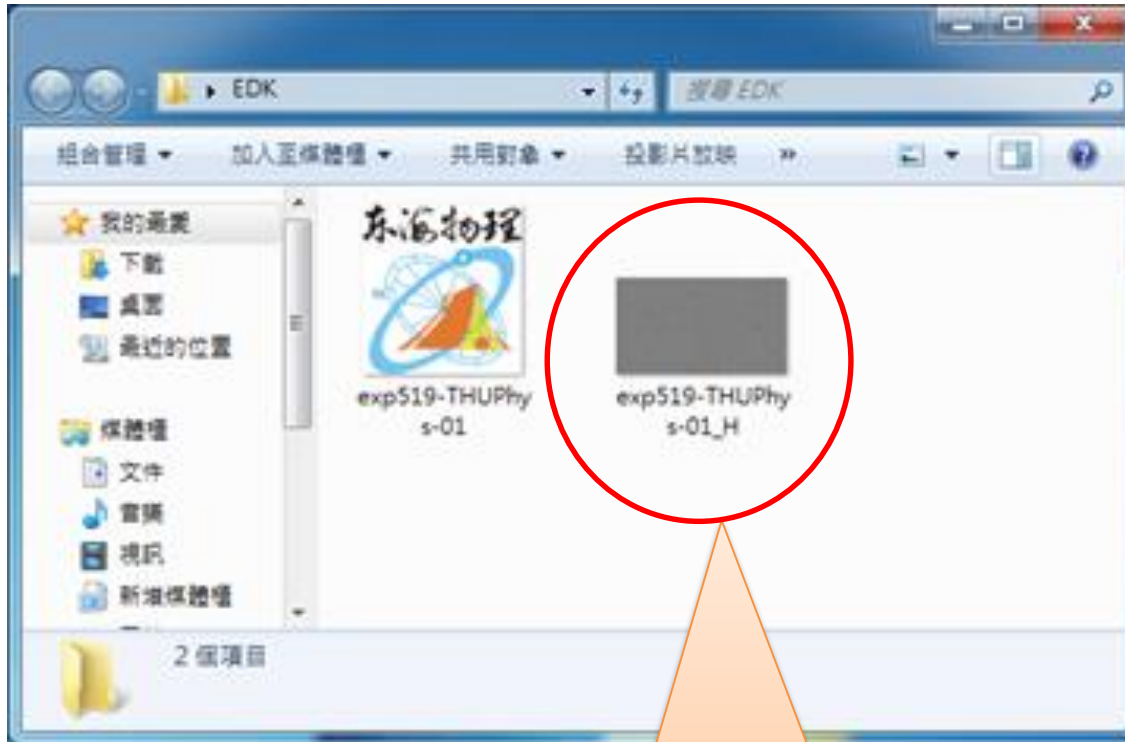 EDK
搜尋 EDK
組合管理 加入至媒體櫃 共用對象 投影片放映 »
我的最愛
下載
桌面
最近的位置
媒體櫃
文件
音樂
視訊
新增媒體櫃
东海物理
exp519-THUPhy
s-01
exp519-THUPhy
s-01_H
2 個項目